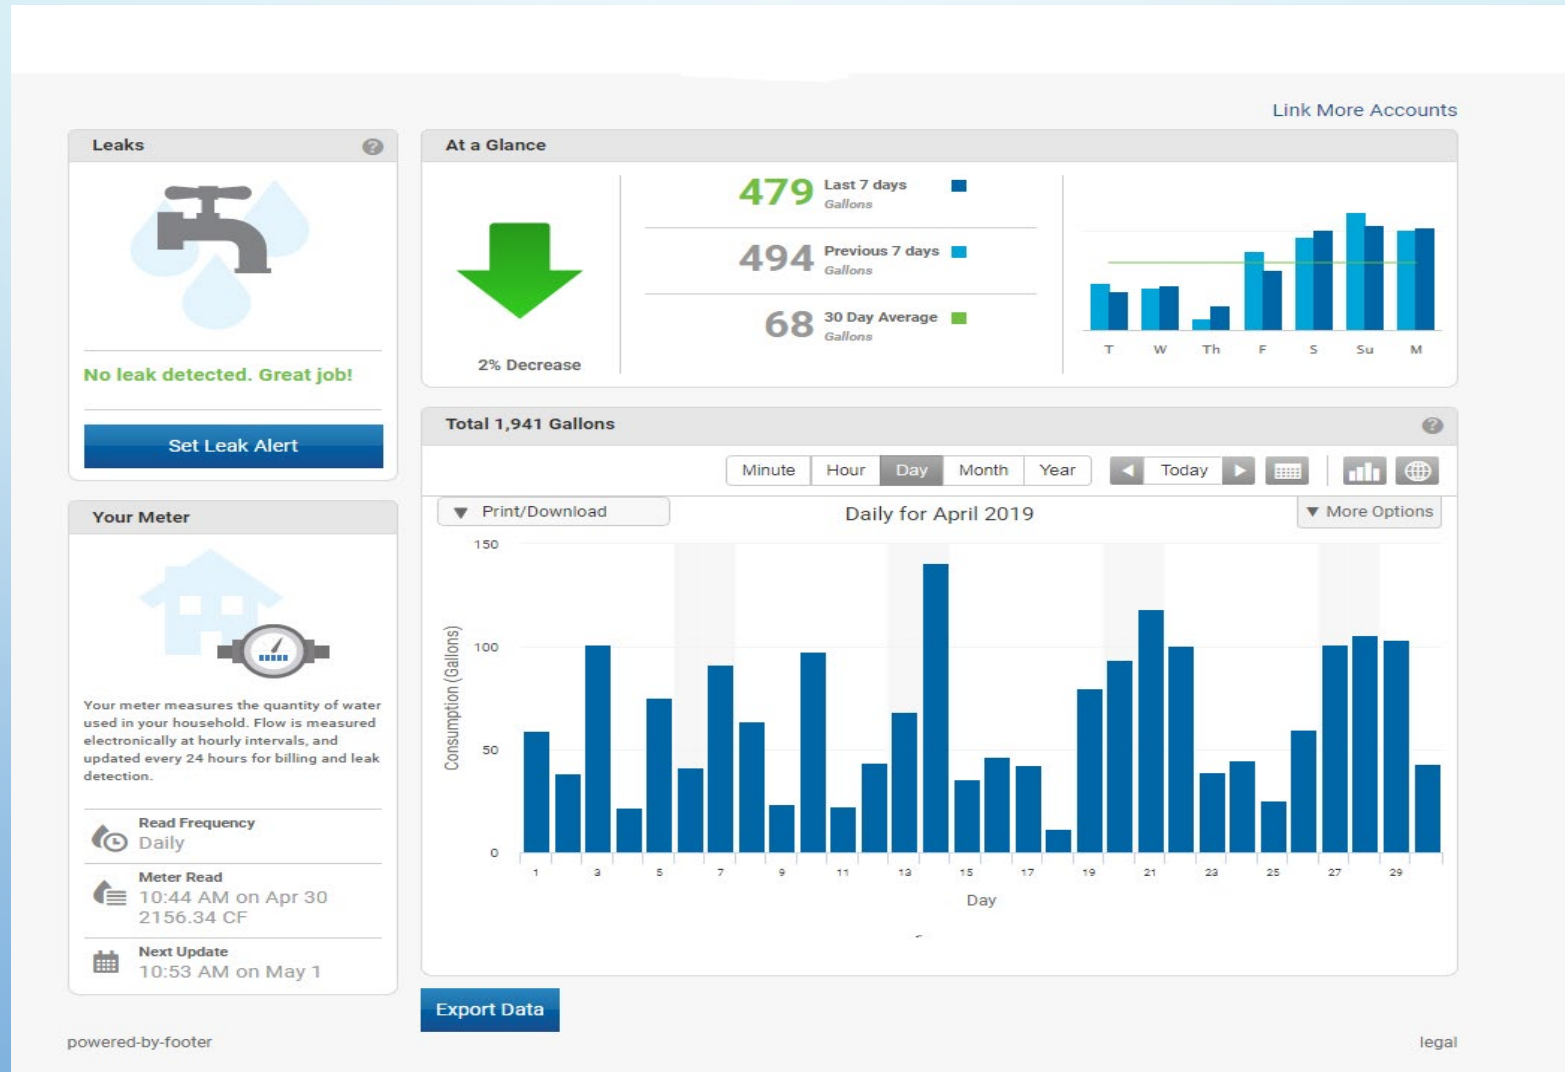 Link More Accounts
Leaks
No leak detected. Great job!
Set Leak Alert
At a Glance
2% Decrease
479 Last 7 days
Gallons
494 Previous 7 days
Gallons
68 30 Day Average
Gallons
T W Th F S Su M
Your Meter
Your meter measures the quantity of water
used in your household. Flow is measured
electronically at hourly intervals, and
updated every 24 hours for billing and leak
detection.
Read Frequency
Daily
Meter Read
10:44 AM on Apr 30
2156.34 CF
Next Update
10:53 AM on May 1
Total 1,941 Gallons
Minute Hour Day Month Year Today
Print/Download
Daily for April 2019
More Options
Consumption (Gallons)
150
100
50
0
1 3 5 7 9 11 13 15 17 19 21 23 25 27 29
Day
Export Data
powered-by-footer
legal